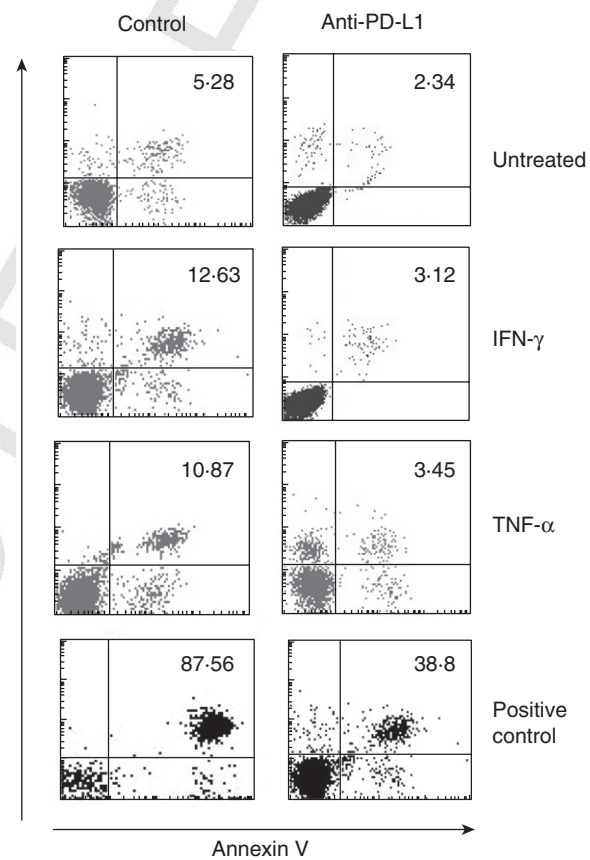 Control
Anti-PD-L1
5·28
2·34
Untreated
12·63
3·12
IFN-γ
10·87
3·45
TNF-α
87·56
38·8
Positive
control
Annexin V